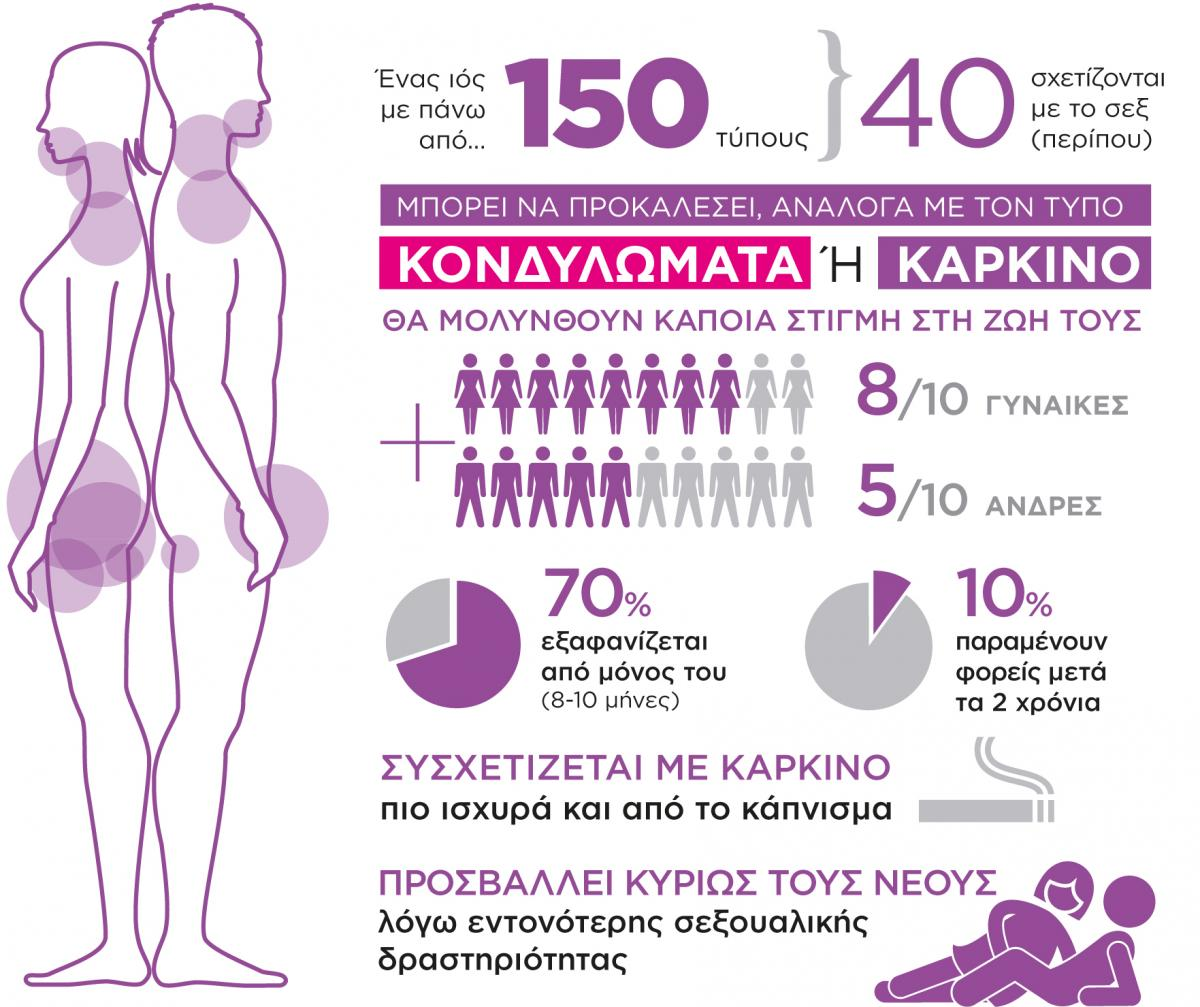 Ένας ιός
με πάνω
από...
150 τύπους
40
σχετίζονται
με το σεξ
(περίπου)
ΜΠΟΡΕΙ ΝΑ ΠΡΟΚΑΛΕΣΕΙ, ΑΝΑΛΟΓΑ ΜΕ ΤΟΝ ΤΥΠΟ
ΚΟΝΔΥΛΩΜΑΤΑ Ή ΚΑΡΚΙΝΟ
ΘΑ ΜΟΛΥΝΘΟΥΝ ΚΑΠΟΙΑ ΣΤΙΓΜΗ ΣΤΗ ΖΩΗ ΤΟΥΣ
8/10 ΓΥΝΑΙΚΕΣ
5/10 ΑΝΔΡΕΣ
70%
εξαφανίζεται
από μόνος του
(8-10 μήνες)
10%
παραμένουν
φορείς μετά
τα 2 χρόνια
ΣΥΣΧΕΤΙΖΕΤΑΙ ΜΕ ΚΑΡΚΙΝΟ
πιο ισχυρά και από το κάπνισμα
ΠΡΟΣΒΑΛΛΕΙ ΚΥΡΙΩΣ ΤΟΥΣ ΝΕΟΥΣ
λόγω εντονότερης σεξουαλικής
δραστηριότητας